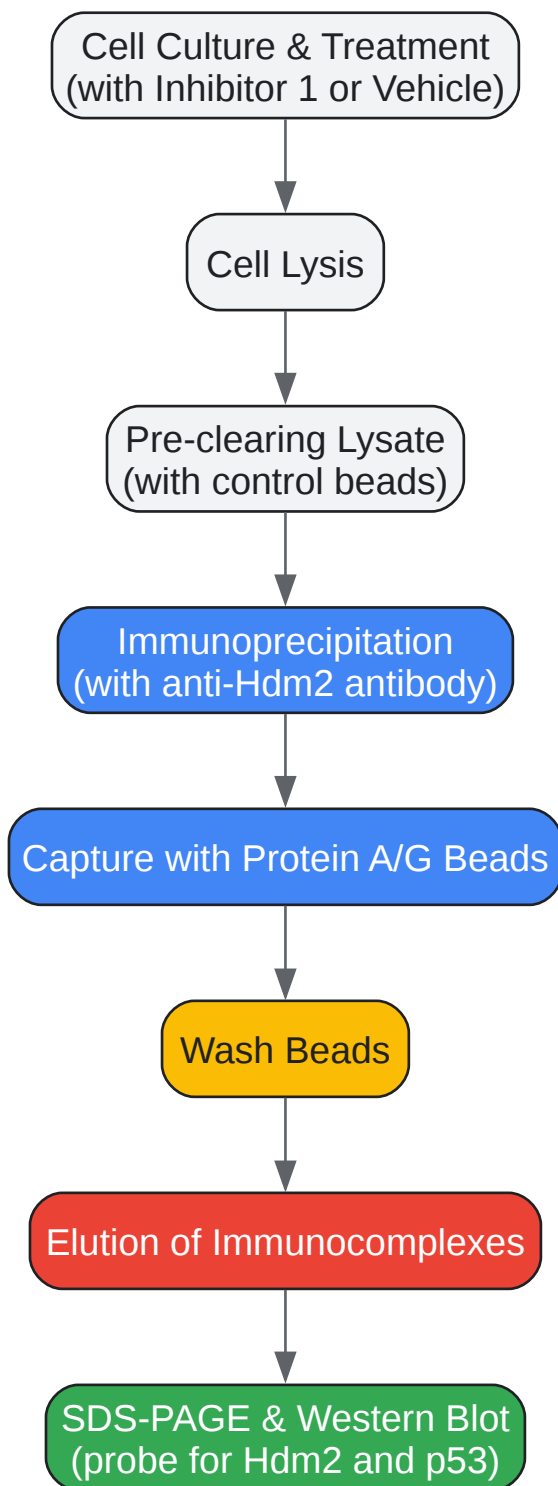 Cell Culture & Treatment
(with Inhibitor 1 or Vehicle)
Cell Lysis
Pre-clearing Lysate
(with control beads)
Immunoprecipitation
(with anti-Hdm2 antibody)
Capture with Protein A/G Beads
Wash Beads
Elution of Immunocomplexes
SDS-PAGE & Western Blot
(probe for Hdm2 and p53)